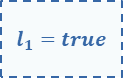 l₁ = true